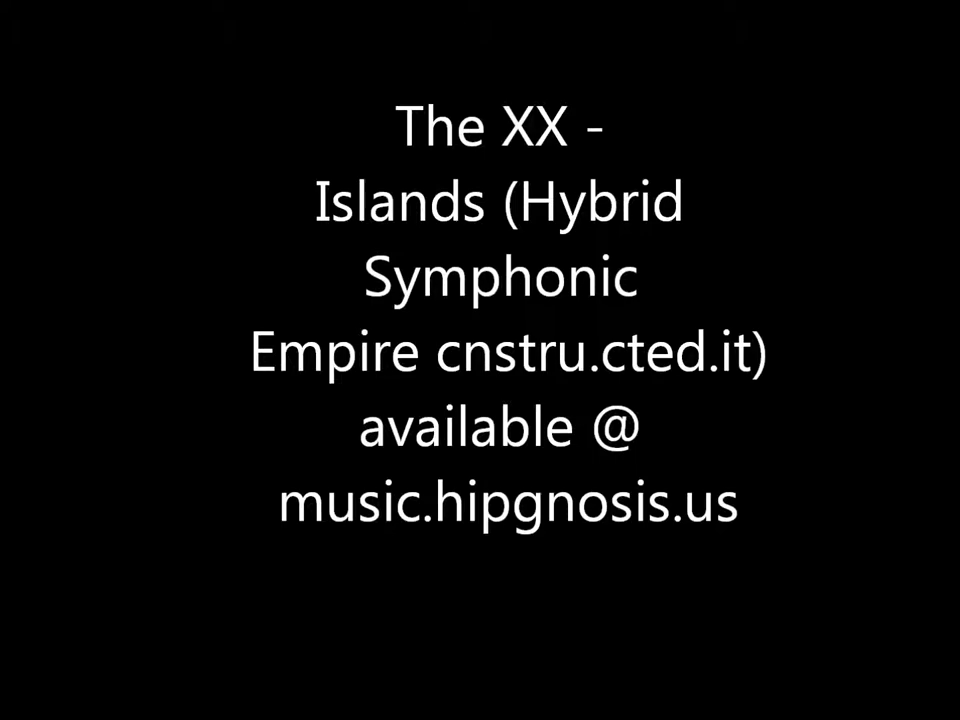 The XX -
Islands (Hybrid
Symphonic
Empire cnstru.cted.it)
available @
music.hipgnosis.us